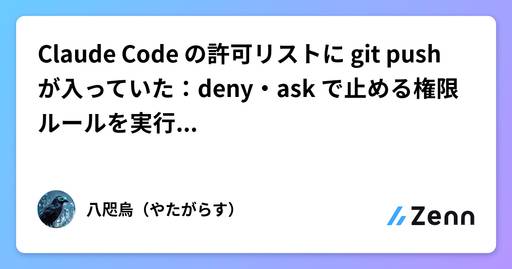 Claude Code の許可リストに git push
が入っていた：deny・ask で止める権限
ルールを実行...
八咫烏（やたがらす）
Zenn